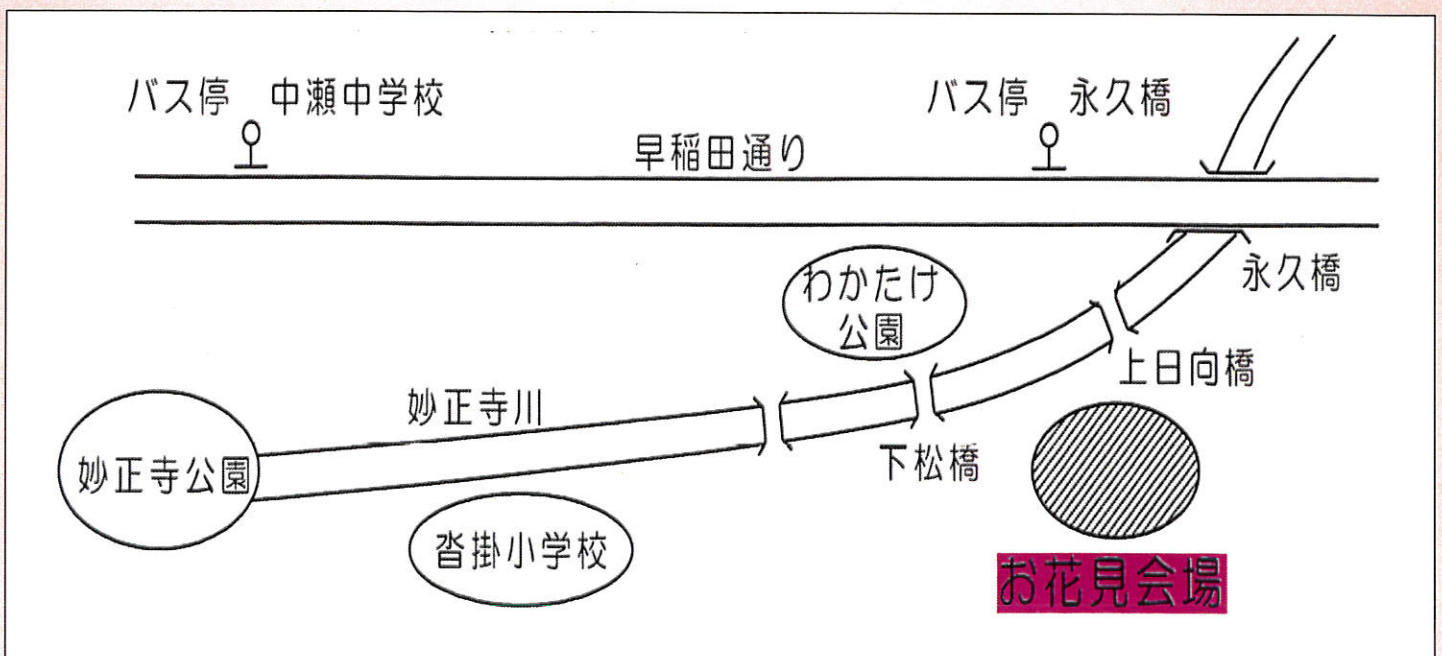 バス停 中瀬中学校
バス停 永久橋
早稲田通り
永久橋
わかたけ
公園
上日向橋
妙正寺川
下松橋
妙正寺公園
沓掛小学校
お花見会場